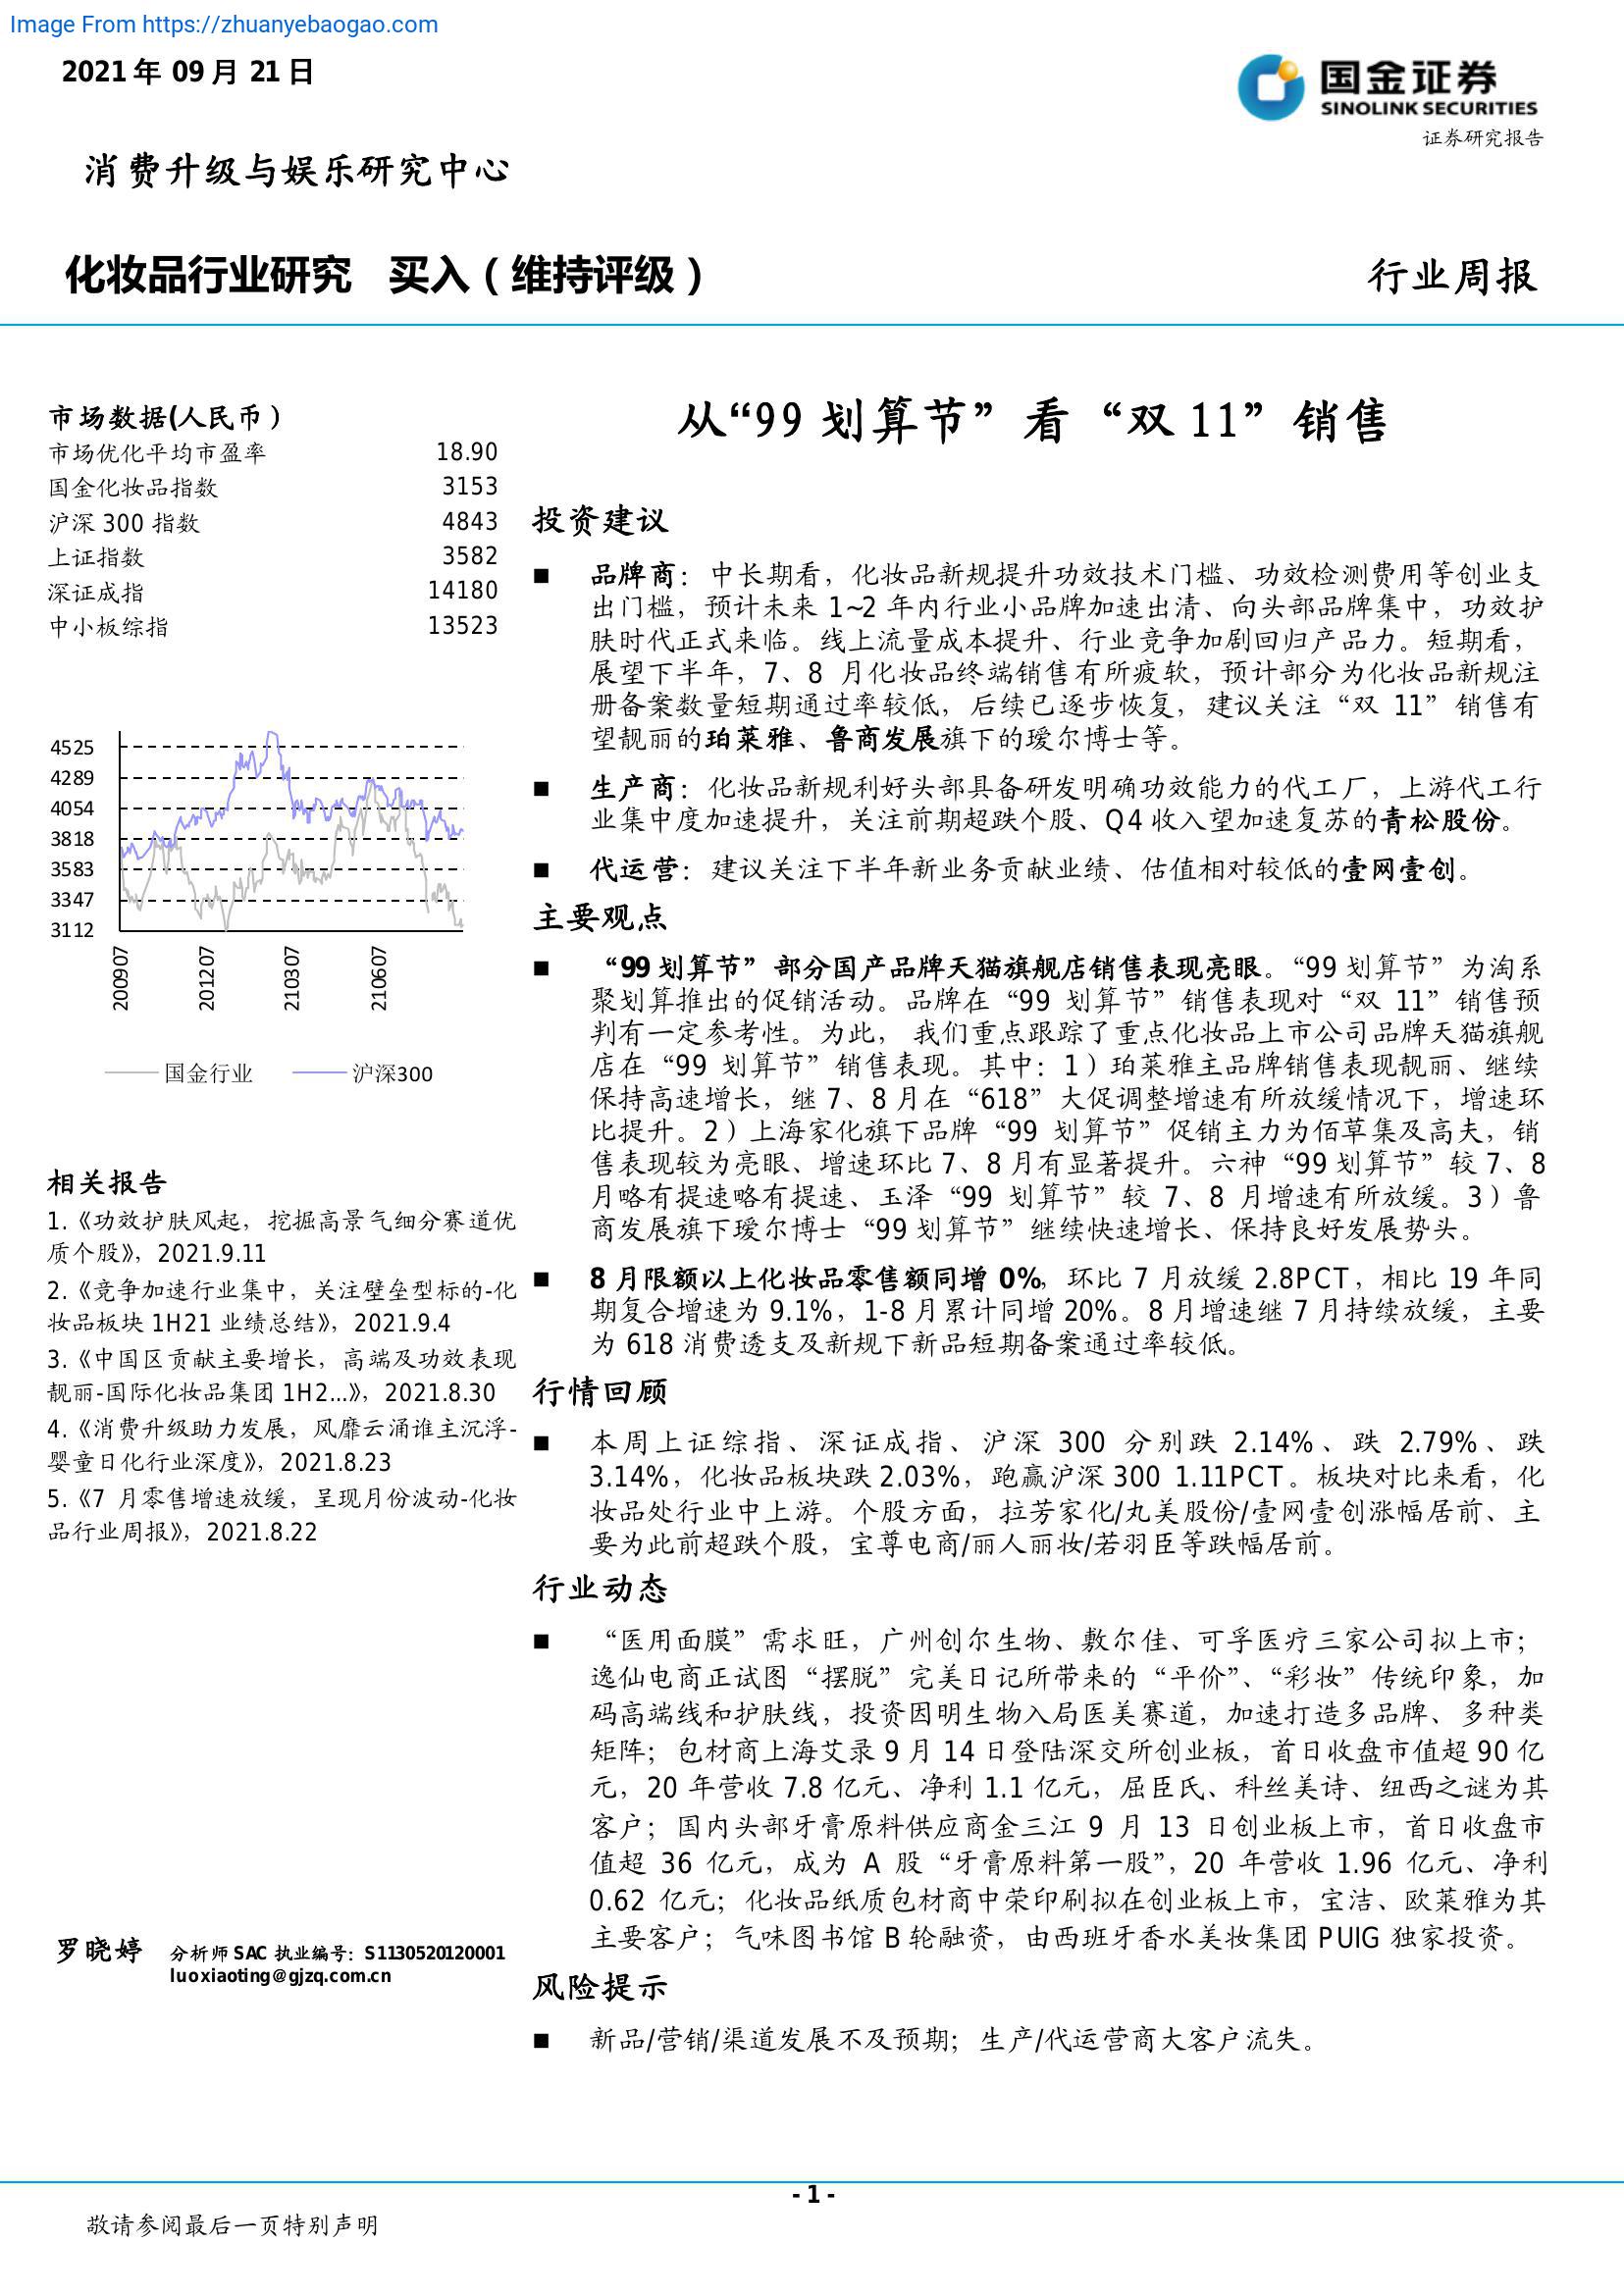 Image From https://zhuanyebaogao.com
2021 年 09 月 21 日
国金证券
SINOLINK SECURITIES
证券研究报告
消费升级与娱乐研究中心
化妆品行业研究 买入（维持评级）
行业周报
市场数据(人民币）
市场优化平均市盈率 18.90
国金化妆品指数 3153
沪深 300 指数 4843
上证指数 3582
深证成指 14180
中小板综指 13523
4525
4289
4054
3818
3583
3347
3112
200907
201207
210307
210607
国金行业 沪深300
相关报告
1.《功效护肤风起，挖掘高景气细分赛道优
质个股》，2021.9.11
2.《竞争加速行业集中，关注壁垒型标的-化
妆品板块 1H21 业绩总结》，2021.9.4
3.《中国区贡献主要增长，高端及功效表现
靓丽-国际化妆品集团 1H2...》，2021.8.30
4.《消费升级助力发展，风靡云涌谁主沉浮-
婴童日化行业深度》，2021.8.23
5.《7 月零售增速放缓，呈现月份波动-化妆
品行业周报》，2021.8.22
罗晓婷 分析师 SAC 执业编号：S1130520120001
luoxiaoting@gjzq.com.cn
从“99 划算节”看“双 11”销售
投资建议
■ 品牌商：中长期看，化妆品新规提升功效技术门槛、功效检测费用等创业支
出门槛，预计未来 1~2 年内行业小品牌加速出清、向头部品牌集中，功效护
肤时代正式来临。线上流量成本提升、行业竞争加剧回归产品力。短期看，
展望下半年，7、8 月化妆品终端销售有所疲软，预计部分为化妆品新规注
册备案数量短期通过率较低，后续已逐步恢复，建议关注“双 11”销售有
望靓丽的珀莱雅、鲁商发展旗下的瑷尔博士等。
■ 生产商：化妆品新规利好头部具备研发明确功效能力的代工厂，上游代工行
业集中度加速提升，关注前期超跌个股、Q4 收入望加速复苏的青松股份。
■ 代运营：建议关注下半年新业务贡献业绩、估值相对较低的壹网壹创。
主要观点
■ “99 划算节”部分国产品牌天猫旗舰店销售表现亮眼。“99 划算节”为淘系
聚划算推出的促销活动。品牌在“99 划算节”销售表现对“双 11”销售预
判有一定参考性。为此， 我们重点跟踪了重点化妆品上市公司品牌天猫旗舰
店在“99 划算节”销售表现。其中：1）珀莱雅主品牌销售表现靓丽、继续
保持高速增长，继 7、8 月在“618”大促调整增速有所放缓情况下，增速环
比提升。2）上海家化旗下品牌“99 划算节”促销主力为佰草集及高夫，销
售表现较为亮眼、增速环比 7、8 月有显著提升。六神“99 划算节”较 7、8
月略有提速略有提速、玉泽“99 划算节”较 7、8 月增速有所放缓。3）鲁
商发展旗下瑷尔博士“99 划算节”继续快速增长、保持良好发展势头。
■ 8 月限额以上化妆品零售额同增 0%，环比 7 月放缓 2.8PCT，相比 19 年同
期复合增速为 9.1%，1-8 月累计同增 20%。8 月增速继 7 月持续放缓，主要
为 618 消费透支及新规下新品短期备案通过率较低。
行情回顾
■ 本周上证综指、深证成指、沪深 300 分别跌 2.14%、跌 2.79%、跌
3.14%，化妆品板块跌 2.03%，跑赢沪深 300 1.11PCT。板块对比来看，化
妆品处行业中上游。个股方面，拉芳家化/丸美股份/壹网壹创涨幅居前、主
要为此前超跌个股，宝尊电商/丽人丽妆/若羽臣等跌幅居前。
行业动态
■ “医用面膜”需求旺，广州创尔生物、敷尔佳、可孚医疗三家公司拟上市；
逸仙电商正试图“摆脱”完美日记所带来的“平价”、“彩妆”传统印象，加
码高端线和护肤线，投资因明生物入局医美赛道，加速打造多品牌、多种类
矩阵；包材商上海艾录 9 月 14 日登陆深交所创业板，首日收盘市值超 90 亿
元，20 年营收 7.8 亿元、净利 1.1 亿元，屈臣氏、科丝美诗、纽西之谜为其
客户；国内头部牙膏原料供应商金三江 9 月 13 日创业板上市，首日收盘市
值超 36 亿元，成为 A 股“牙膏原料第一股”，20 年营收 1.96 亿元、净利
0.62 亿元；化妆品纸质包材商中荣印刷拟在创业板上市，宝洁、欧莱雅为其
主要客户；气味图书馆 B 轮融资，由西班牙香水美妆集团 PUIG 独家投资。
风险提示
■ 新品/营销/渠道发展不及预期；生产/代运营商大客户流失。
- 1 -
敬请参阅最后一页特别声明